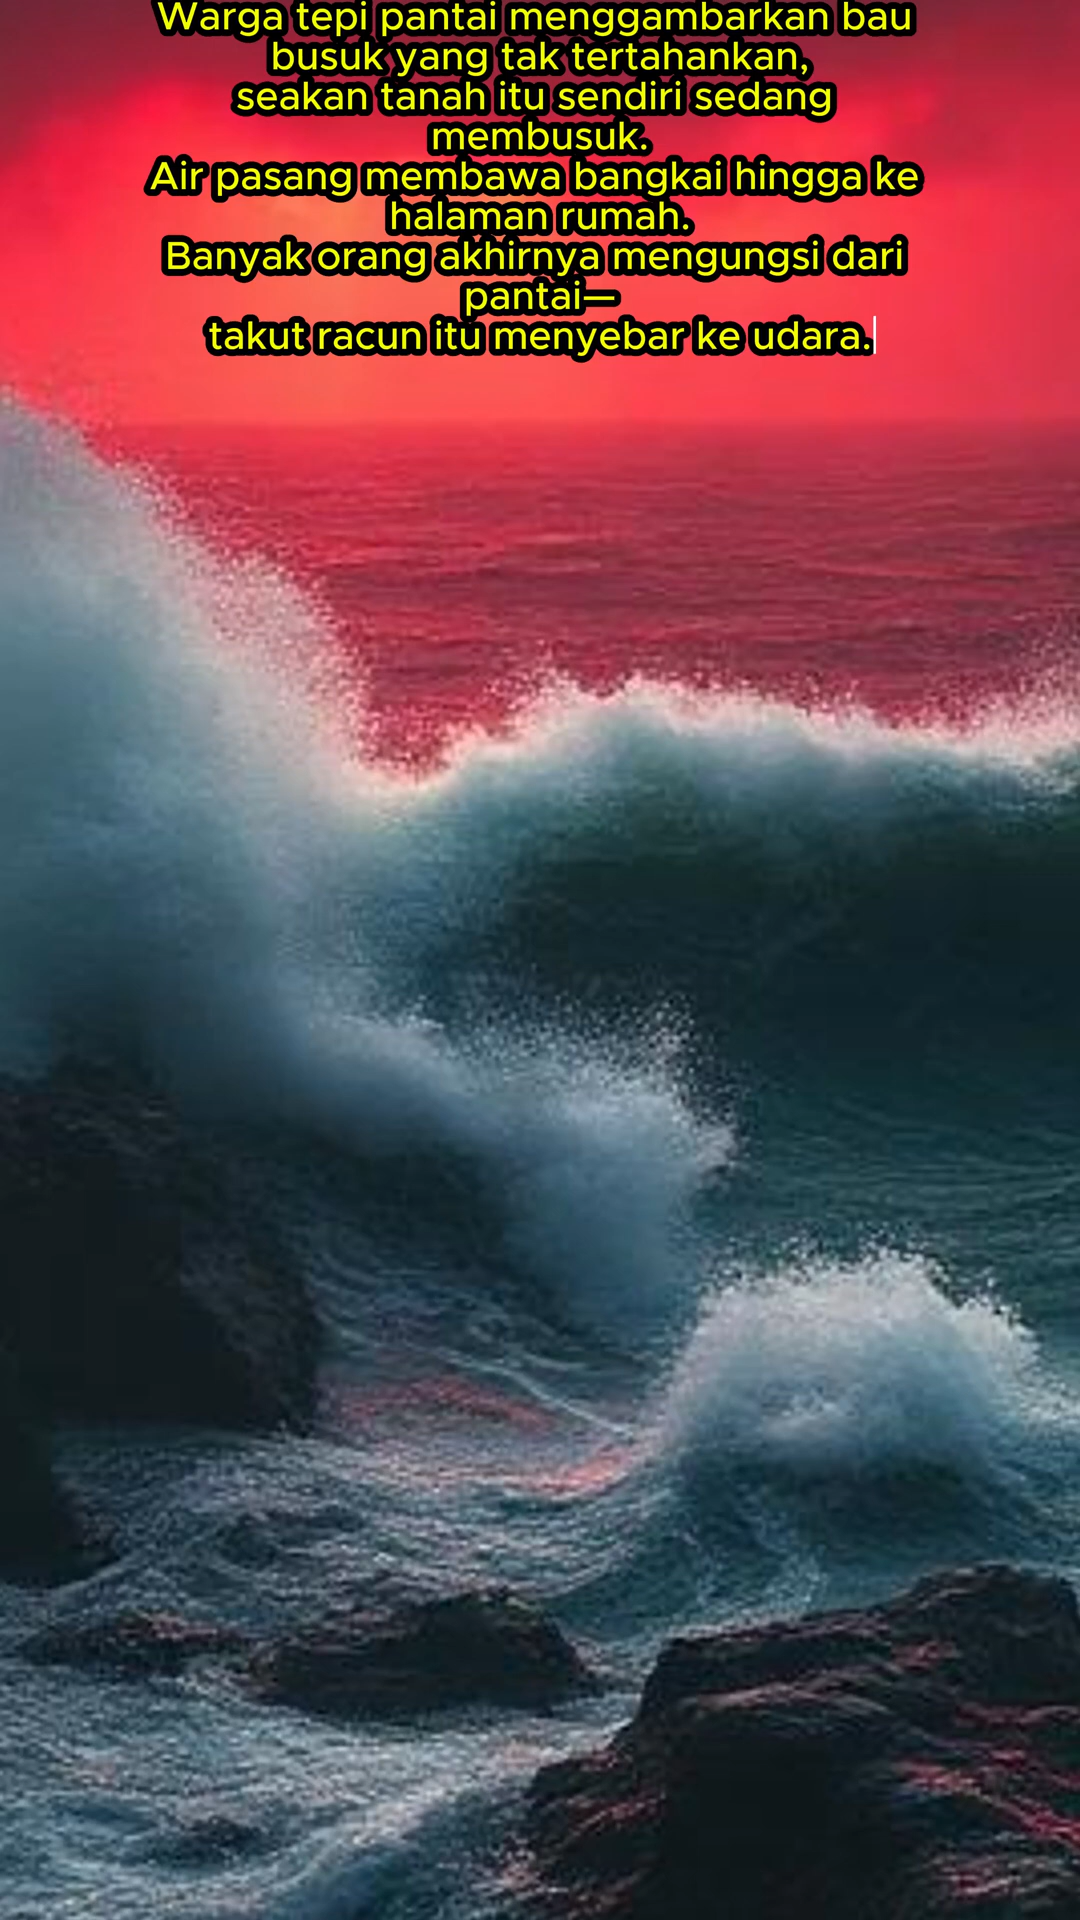 Warga tepi pantai menggambarkan bau
busuk yang tak tertahankan,
seakan tanah itu sendiri sedang
membusuk.
Air pasang membawa bangkai hingga ke
halaman rumah.
Banyak orang akhirnya mengungsi dari
pantai—
takut racun itu menyebar ke udara.